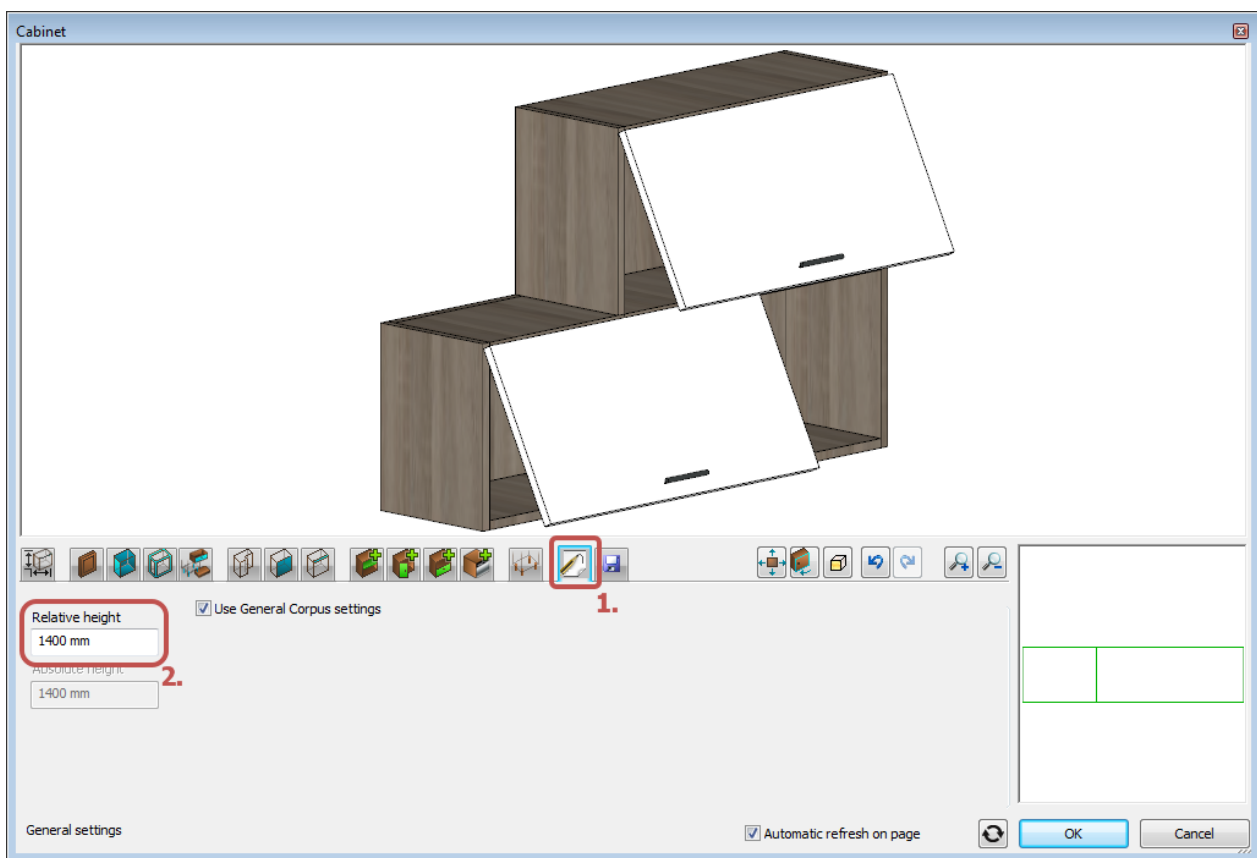 Cabinet
1.
Relative height
Use General Corpus settings
1400 mm
2.
Absolute height
1400 mm
General settings
Automatic refresh on page
OK
Cancel